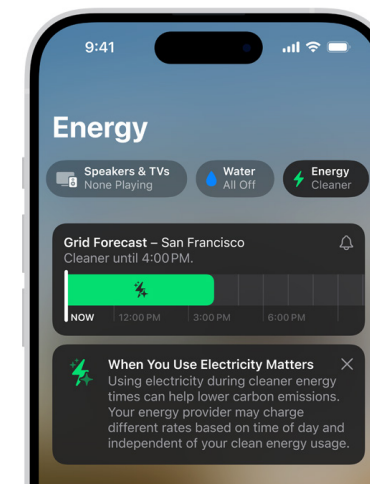 9:41
Energy
Speakers & TVs
None Playing
Water
All Off
Energy
Cleaner
Grid Forecast – San Francisco
Cleaner until 4:00 PM.
NOW
12:00 PM
3:00 PM
6:00 PM
When You Use Electricity Matters
Using electricity during cleaner energy
times can help lower carbon emissions.
Your energy provider may charge
different rates based on time of day and
independent of your clean energy usage.